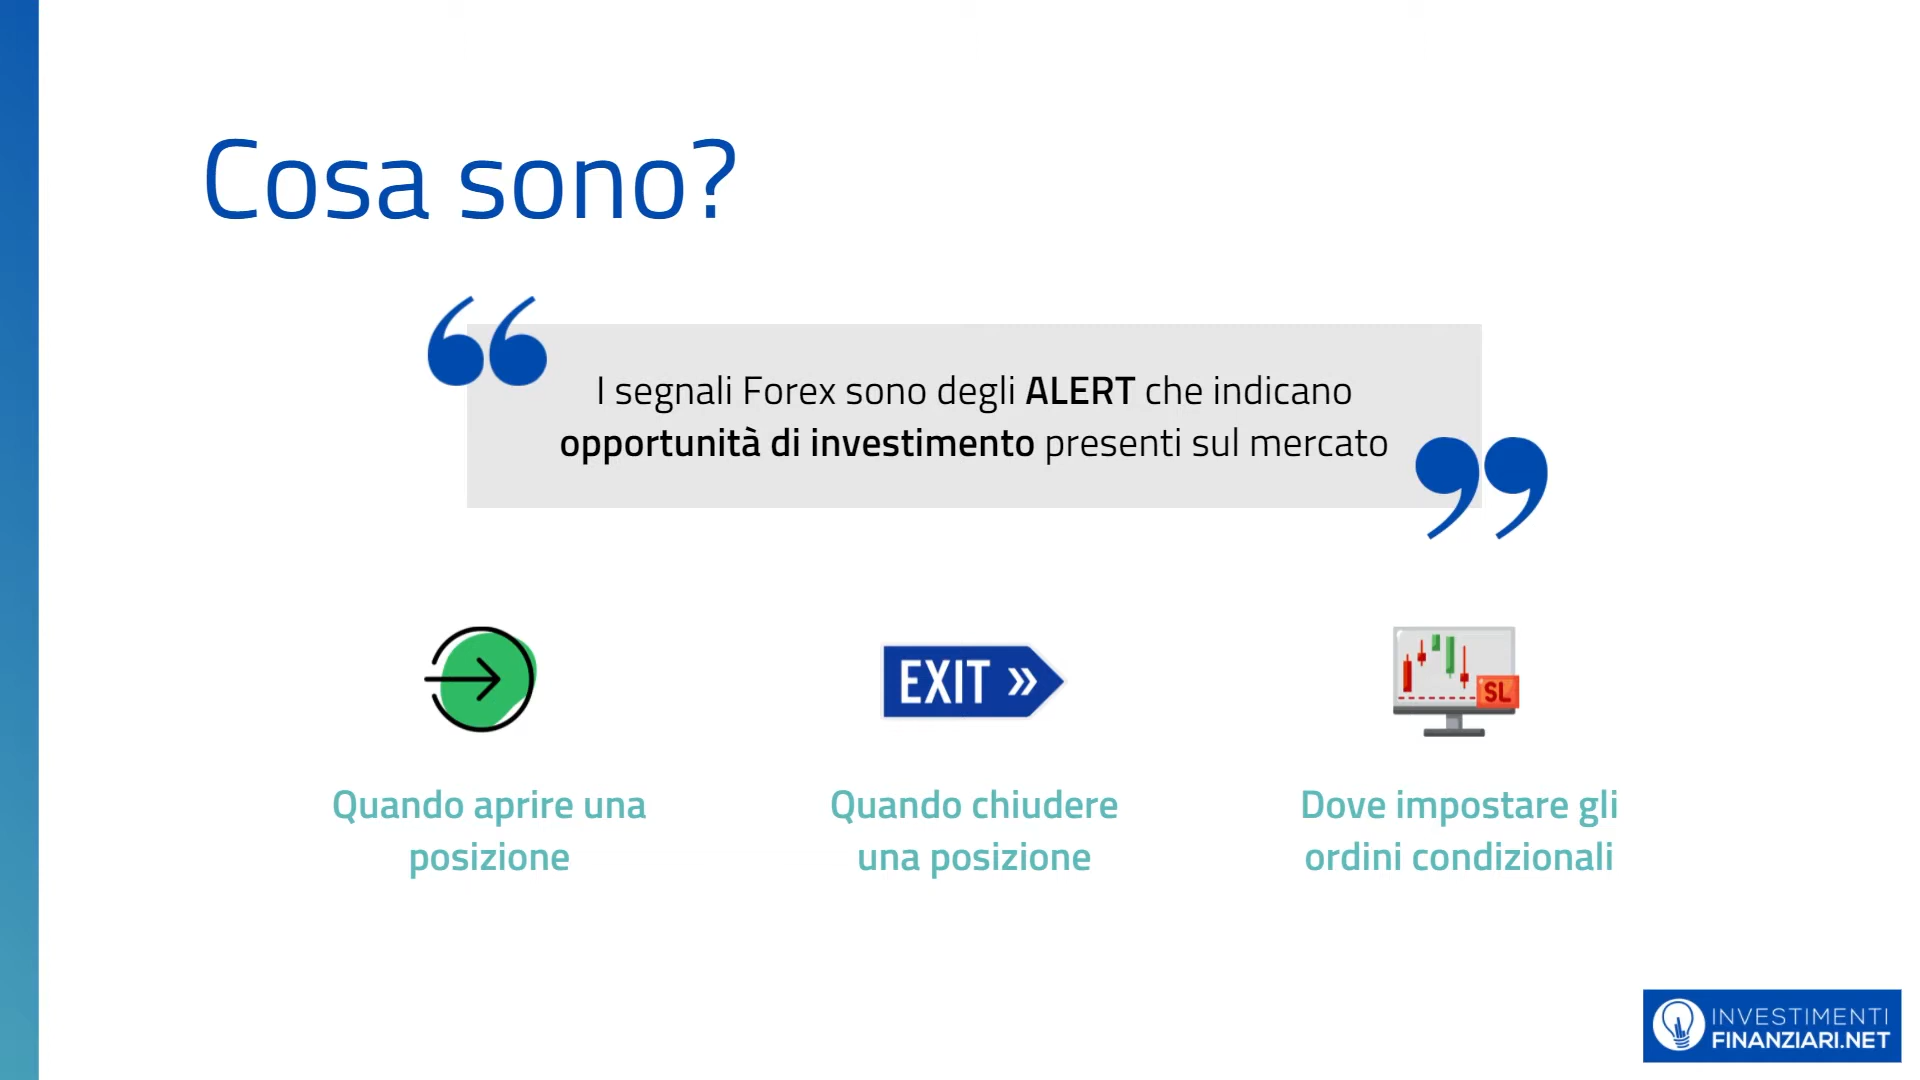 Cosa sono?
I segnali Forex sono degli ALERT che indicano
opportunità di investimento presenti sul mercato
EXIT »
SL
Quando aprire una
posizione
Quando chiudere
una posizione
Dove impostare gli
ordini condizionali
INVESTIMENTI
FINANZIARI.NET